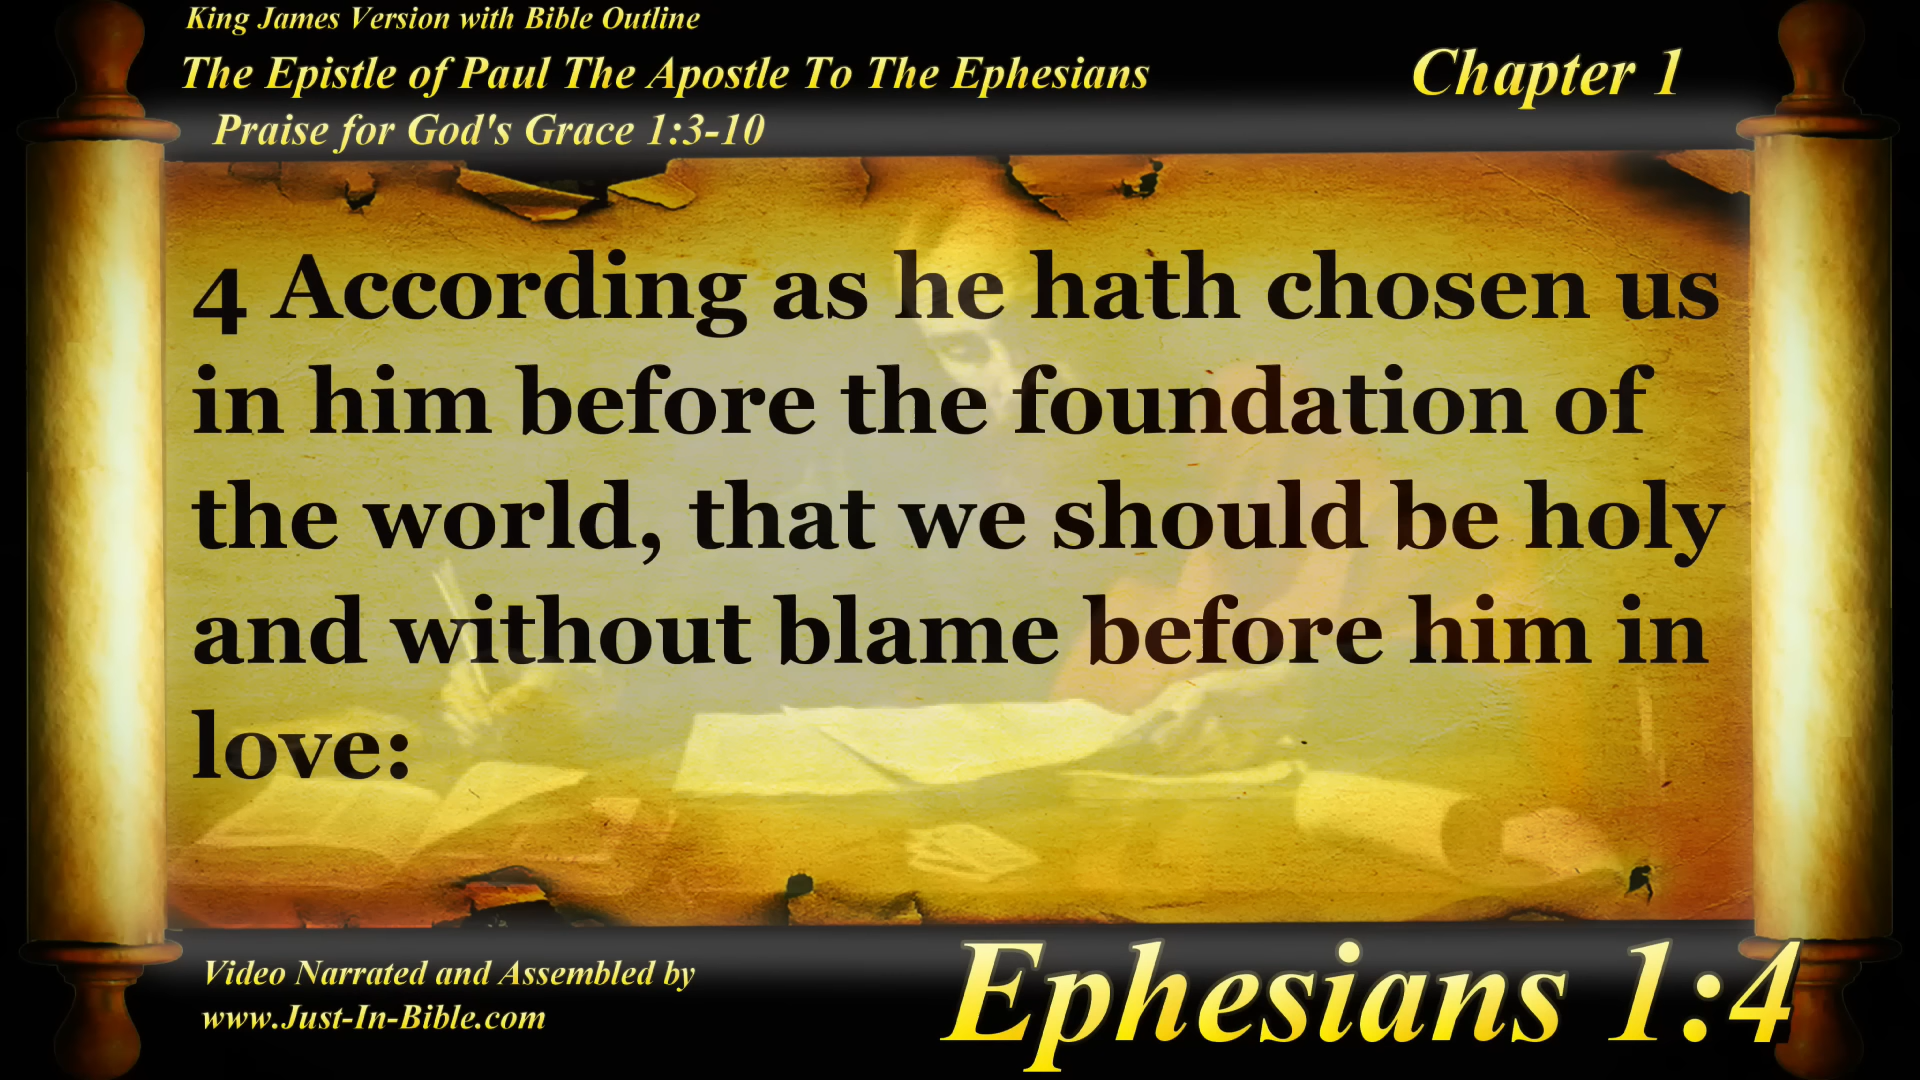 King James Version with Bible Outline
The Epistle of Paul The Apostle To The Ephesians
Chapter 1
Praise for God's Grace 1:3-10
4 According as he hath chosen us
in him before the foundation of
the world, that we should be holy
and without blame before him in
love:
Video Narrated and Assembled by
www.Just-In-Bible.com
Ephesians 1:4